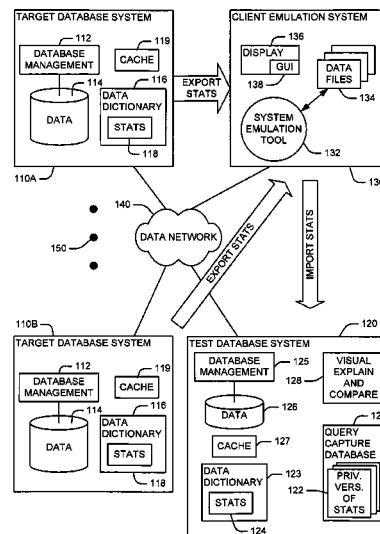 TARGET DATABASE SYSTEM
112
119
DATABASE MANAGEMENT
CACHE
114
116
DATA DICTIONARY
DATA
STATS
118
110A
EXPORT STATS
CLIENT EMULATION SYSTEM
136
DISPLAY
GUI
138
DATA FILES
134
SYSTEM EMULATION TOOL
132
140
DATA NETWORK
150
EXPORT STATS
IMPORT STATS
110B
TARGET DATABASE SYSTEM
112
119
DATABASE MANAGEMENT
CACHE
114
116
DATA DICTIONARY
DATA
STATS
118
120
TEST DATABASE SYSTEM
DATABASE MANAGEMENT
125
128
VISUAL EXPLAIN AND COMPARE
DATA
126
CACHE
127
QUERY CAPTURE DATABASE
DATA DICTIONARY
123
122
PRIV. VERS. OF STATS
STATS
124